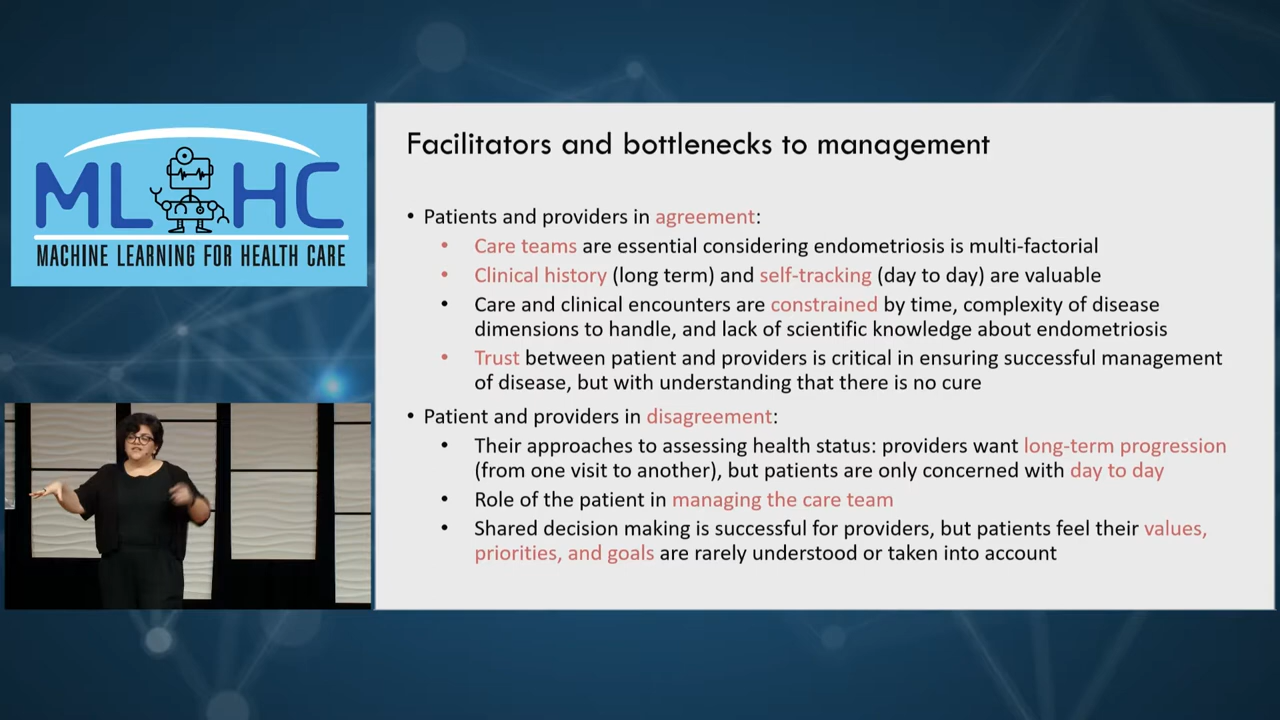 ML HC
MACHINE LEARNING FOR HEALTH CARE
Facilitators and bottlenecks to management
• Patients and providers in agreement:
• Care teams are essential considering endometriosis is multi-factorial
• Clinical history (long term) and self-tracking (day to day) are valuable
• Care and clinical encounters are constrained by time, complexity of disease
dimensions to handle, and lack of scientific knowledge about endometriosis
• Trust between patient and providers is critical in ensuring successful management
of disease, but with understanding that there is no cure
• Patient and providers in disagreement:
• Their approaches to assessing health status: providers want long-term progression
(from one visit to another), but patients are only concerned with day to day
• Role of the patient in managing the care team
• Shared decision making is successful for providers, but patients feel their values,
priorities, and goals are rarely understood or taken into account